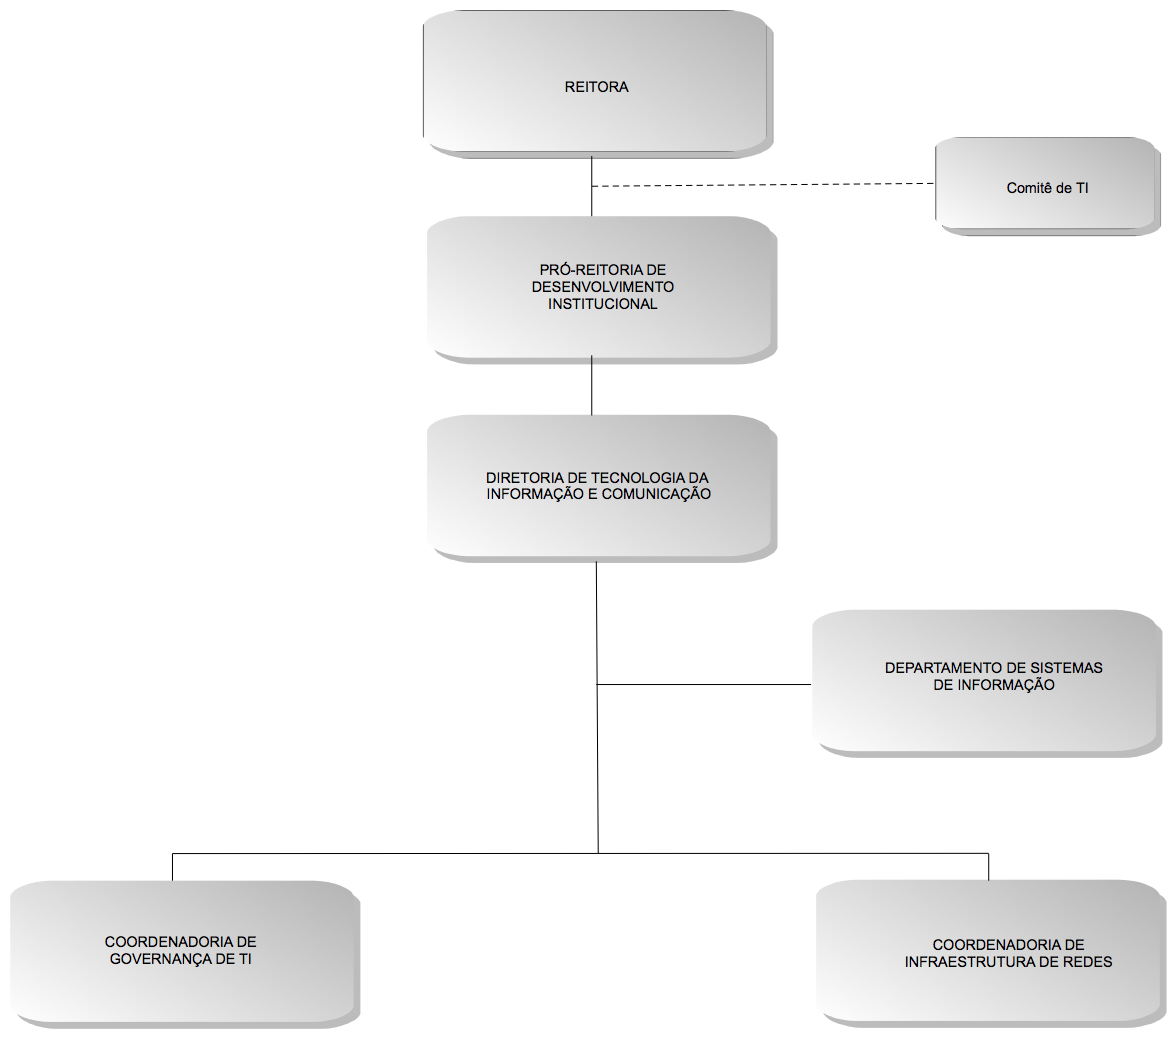 REITORA
Comitê de TI
PRÓ-REITORIA DE
DESENVOLVIMENTO
INSTITUCIONAL
DIRETORIA DE TECNOLOGIA DA
INFORMAÇÃO E COMUNICAÇÃO
DEPARTAMENTO DE SISTEMAS
DE INFORMAÇÃO
COORDENADORIA DE
GOVERNANÇA DE TI
COORDENADORIA DE
INFRAESTRUTURA DE REDES